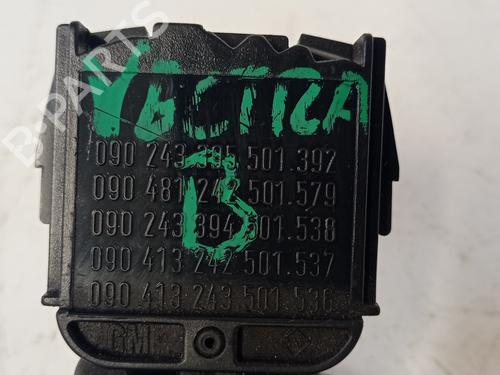 VECTRA
090 243 395 501.392
090 481 242 501.579
B
090 243 394 501.538
090 413 242 501.537
090 413 243 501.536
GM
B-PARTS